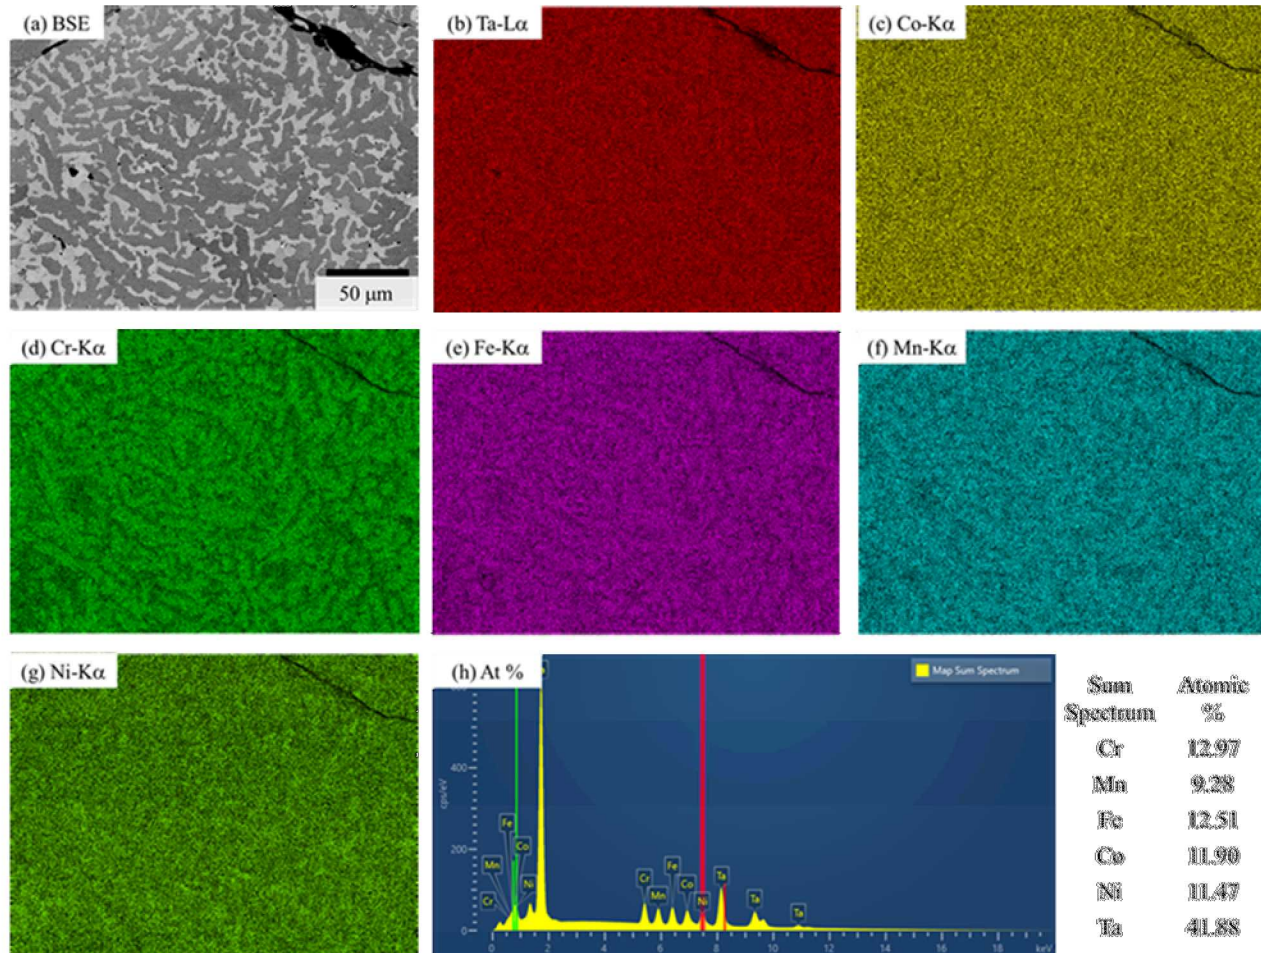 (a) BSE
50 μm
(b) Ta-Lα
(c) Co-Kα
(d) Cr-Kα
(e) Fe-Kα
(f) Mn-Kα
(g) Ni-Kα
(h) At %
Map Sum Spectrum
cps/eV
400
200
0
Fe
Co
Mn
Ni
Cr
Cr
Mn
Fe
Co
Ni
Ta
Ta
Ta
0 2 4 6 8 10 12 14 16 18 keV
Sum Atomic
Spectrum %
Cr 12.97
Mn 9.28
Fe 12.51
Co 11.90
Ni 11.47
Ta 41.88